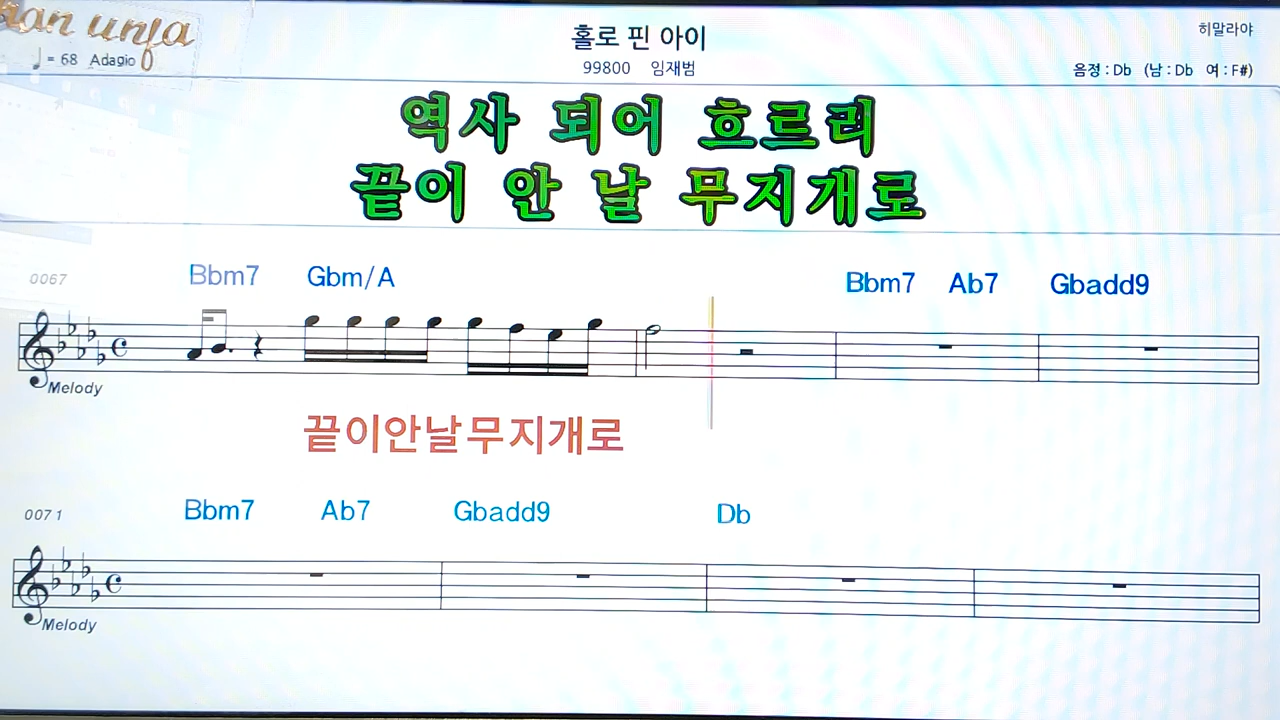 홀로 핀 아이
히말라야
♩= 68 Adagio
99800 임재범
음정 : Db (남 : Db 여 : F#)
역사 되어 흐르리
끝이 안 날 무지개로
0067 Bbm7 Gbm/A Bbm7 Ab7 Gbadd9
Melody
끝이안날무지개로
0071 Bbm7 Ab7 Gbadd9 Db
Melody